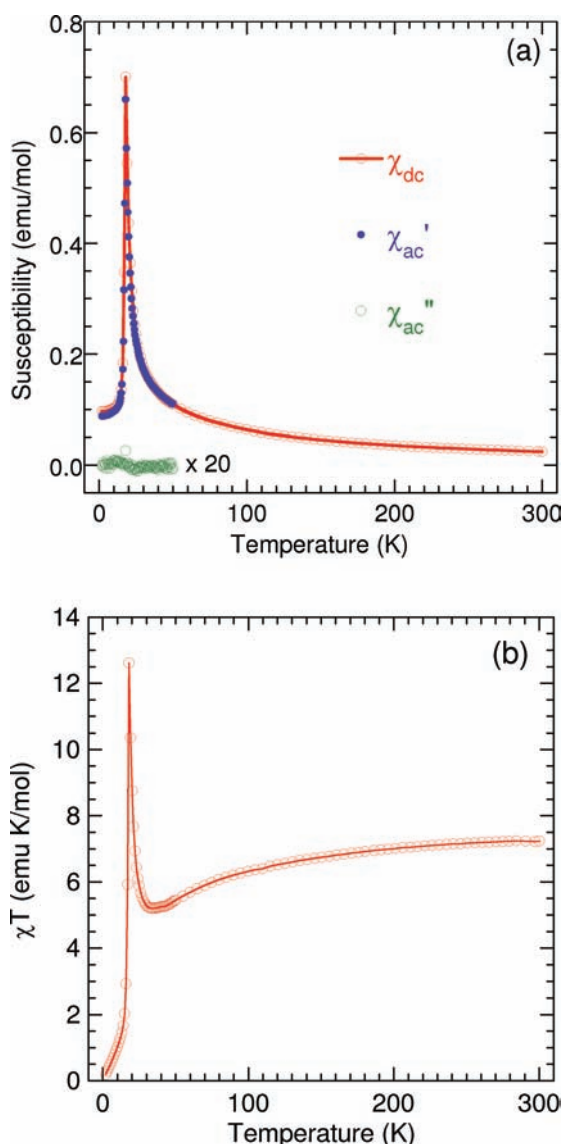 (a)
0.8
0.6
0.4
0.2
0.0
Susceptibility (emu/mol)
χdc
χac'
χac"
x 20
0 100 200 300
Temperature (K)
(b)
14
12
10
8
6
4
2
0
χT (emu K/mol)
0 100 200 300
Temperature (K)